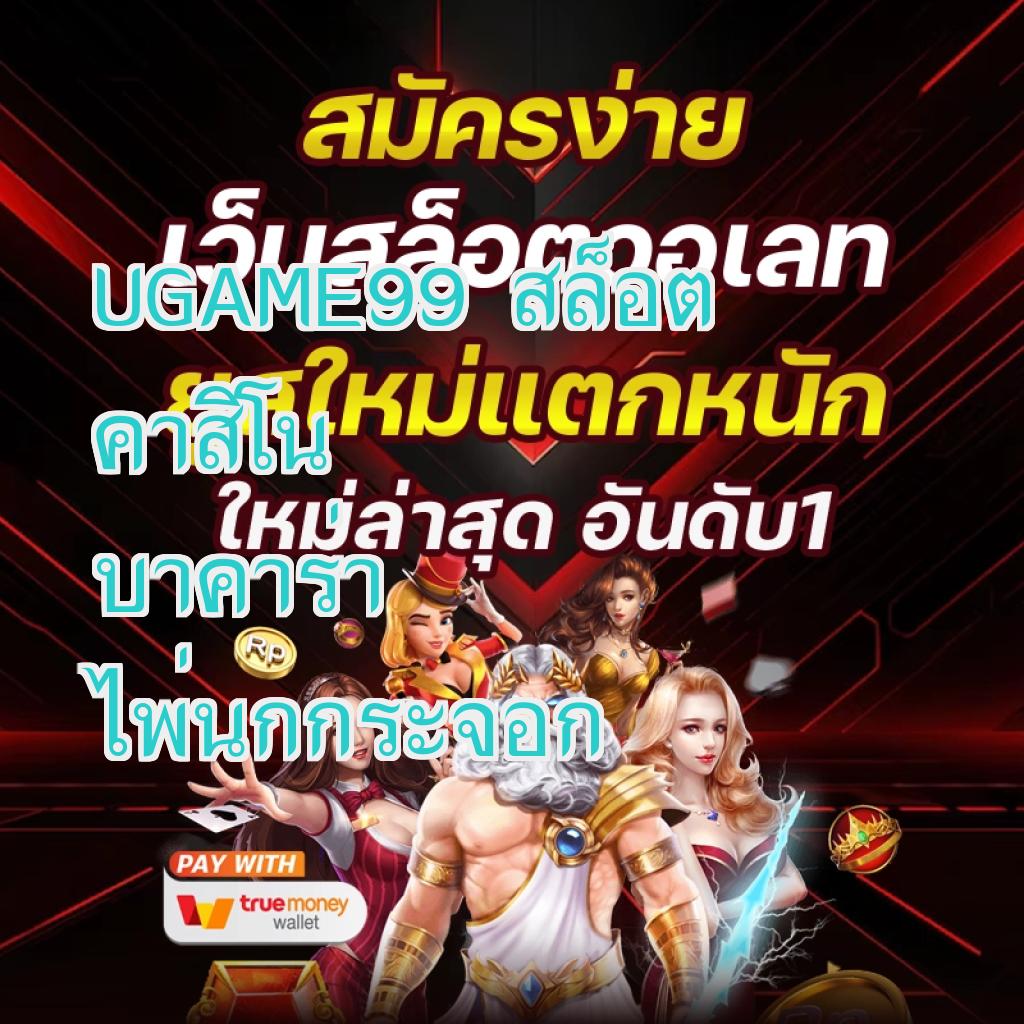 สมัครง่าย
เว็บสล็อตวอเลท
UGAME99 สล็อต
ยูสใหม่แตกหนัก
คาสิโน
ใหม่ล่าสุด อันดับ1
บาคาร่า
Rp
ไพ่นกกระจอก
PAY WITH
truemoney
wallet